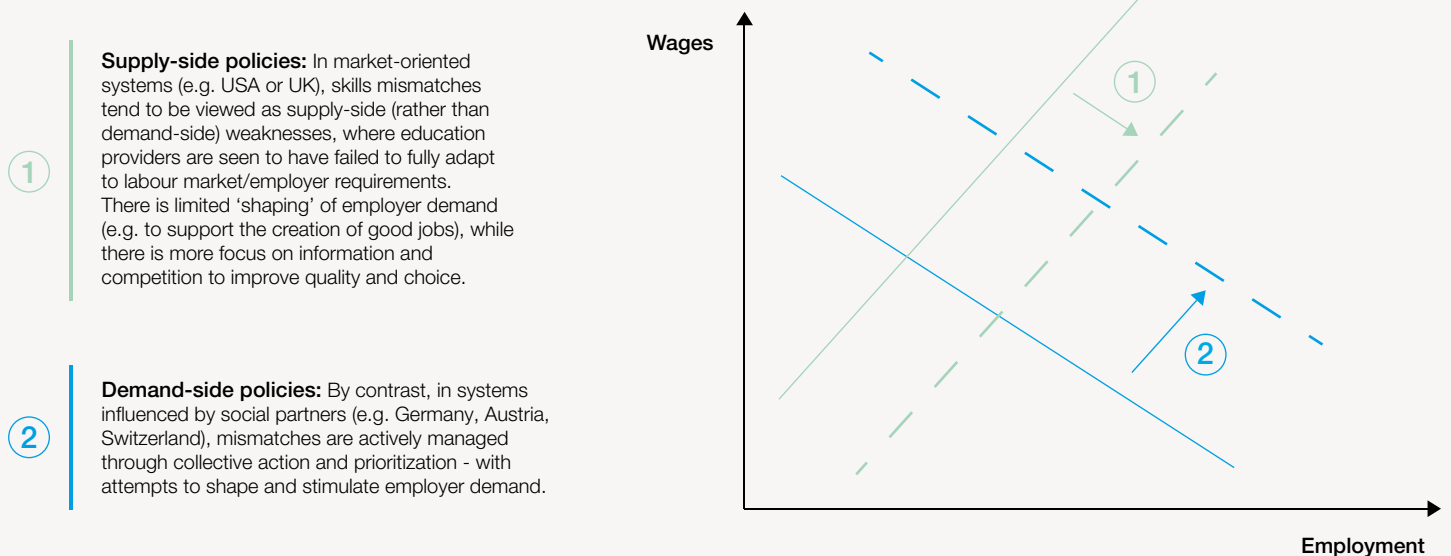 1
Supply-side policies: In market-oriented
systems (e.g. USA or UK), skills mismatches
tend to be viewed as supply-side (rather than
demand-side) weaknesses, where education
providers are seen to have failed to fully adapt
to labour market/employer requirements.
There is limited ‘shaping’ of employer demand
(e.g. to support the creation of good jobs), while
there is more focus on information and
competition to improve quality and choice.
2
Demand-side policies: By contrast, in systems
influenced by social partners (e.g. Germany, Austria,
Switzerland), mismatches are actively managed
through collective action and prioritization - with
attempts to shape and stimulate employer demand.
Wages
1
2
Employment